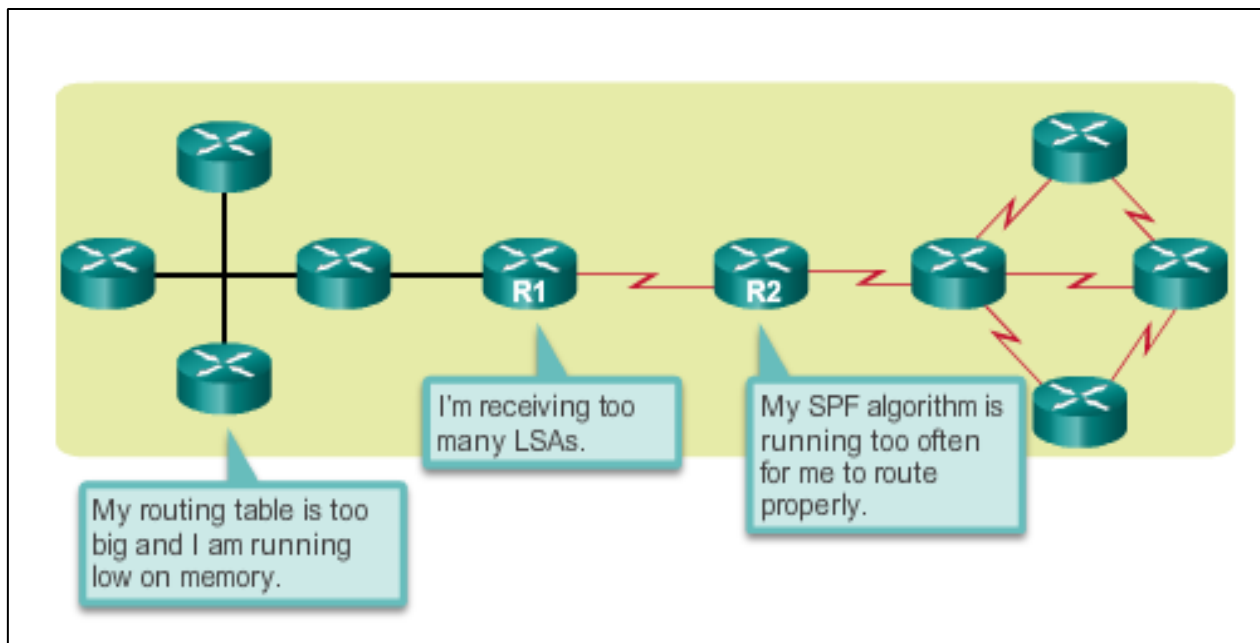 R1
R2
I'm receiving too
many LSAs.
My SPF algorithm is
running too often
for me to route
properly.
My routing table is too
big and I am running
low on memory.